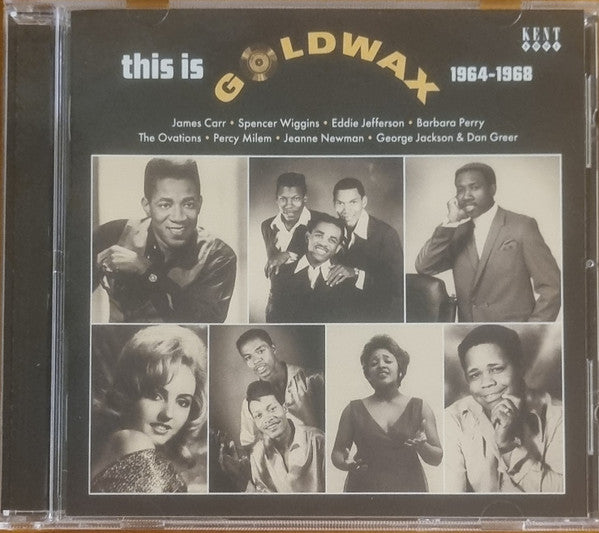 this is GOLDWAX 1964-1968
KENT
SOUL
James Carr • Spencer Wiggins • Eddie Jefferson • Barbara Perry
The Ovations • Percy Milem • Jeanne Newman • George Jackson & Dan Greer